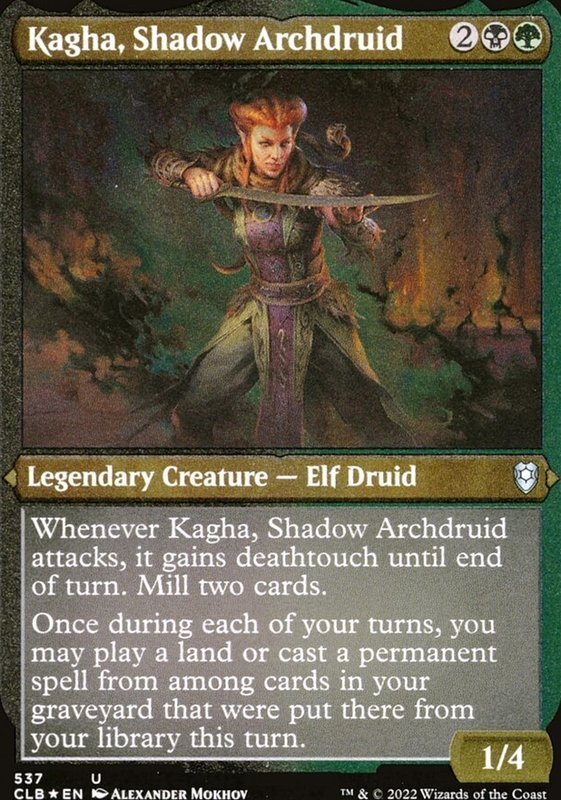 Kagha, Shadow Archdruid 2
Legendary Creature — Elf Druid
Whenever Kagha, Shadow Archdruid
attacks, it gains deathtouch until end
of turn. Mill two cards.
Once during each of your turns, you
may play a land or cast a permanent
spell from among cards in your
graveyard that were put there from
your library this turn.
1/4
537 U
CLB★EN Alexander Mokhov
™ & © 2022 Wizards of the Coast